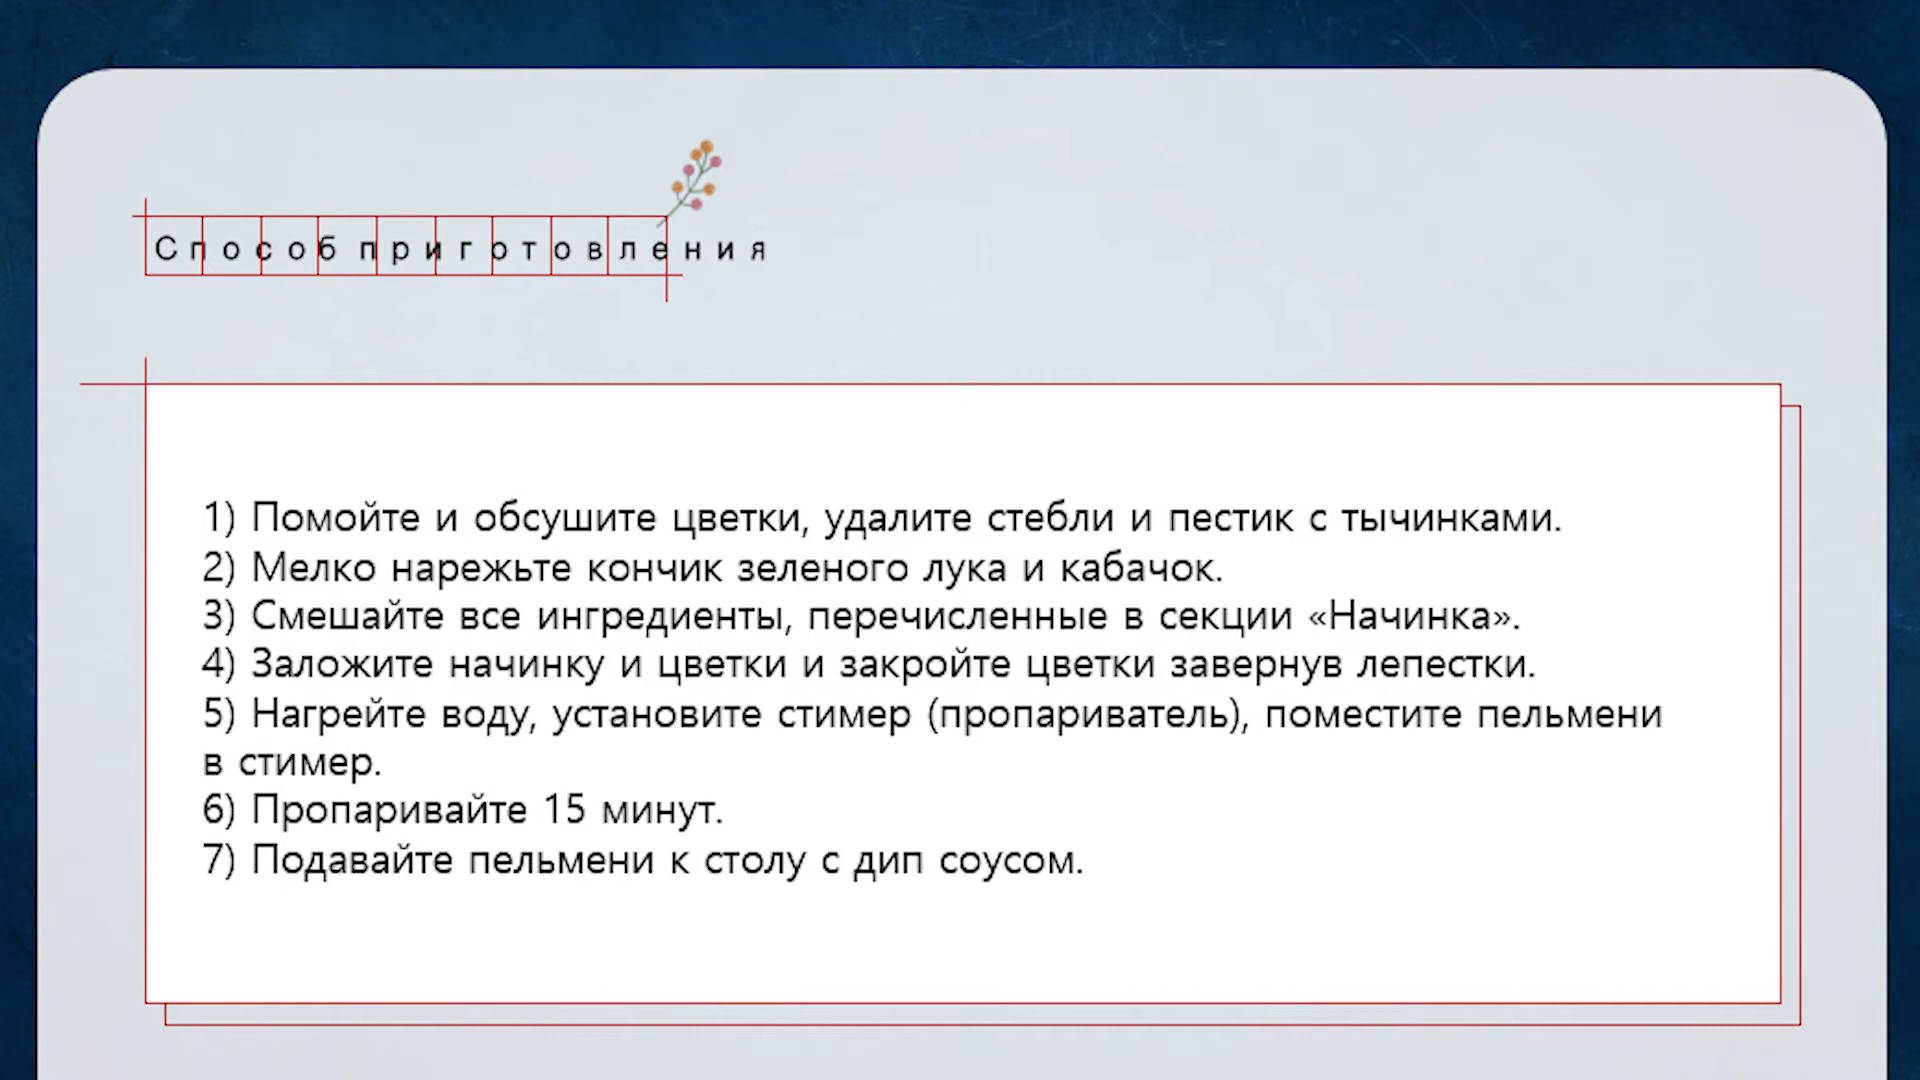 Способ приготовления
1) Помойте и обсушите цветки, удалите стебли и пестик с тычинками.
2) Мелко нарежьте кончик зеленого лука и кабачок.
3) Смешайте все ингредиенты, перечисленные в секции «Начинка».
4) Заложите начинку и цветки и закройте цветки завернув лепестки.
5) Нагрейте воду, установите стимер (пропариватель), поместите пельмени
в стимер.
6) Пропаривайте 15 минут.
7) Подавайте пельмени к столу с дип соусом.